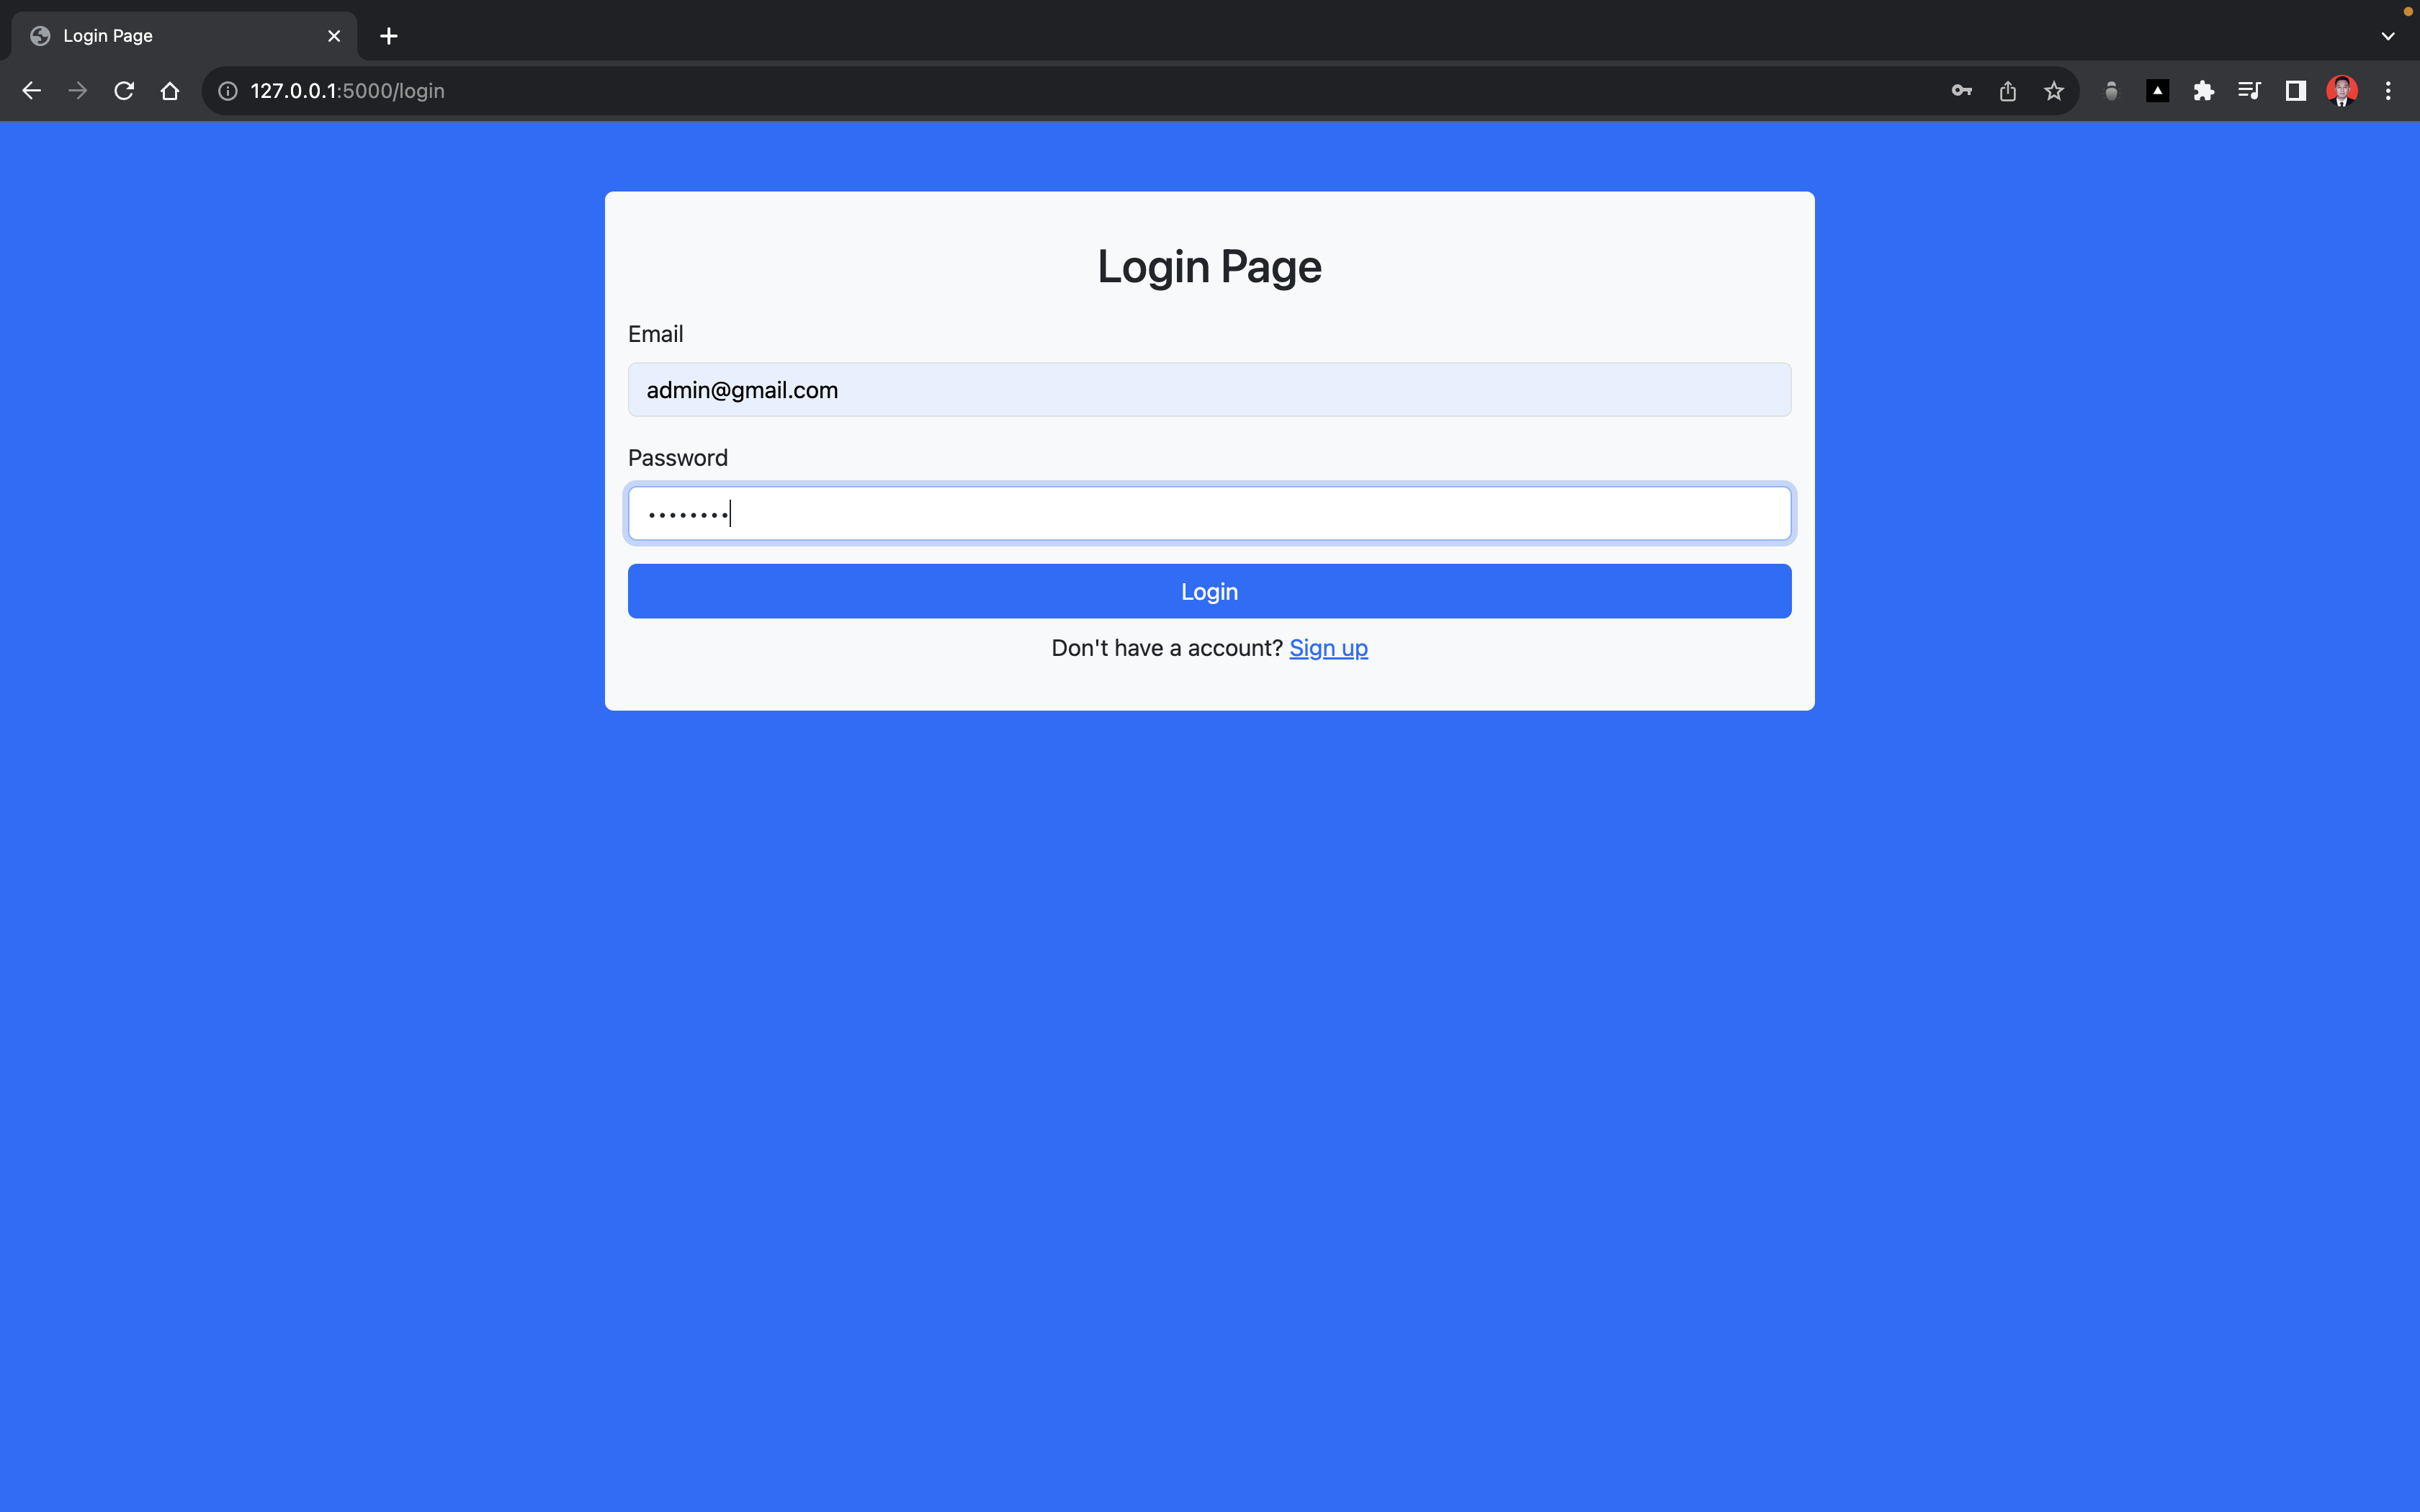 Login Page
127.0.0.1:5000/login
Login Page
Email
admin@gmail.com
Password
••••••••
Login
Don't have a account? Sign up